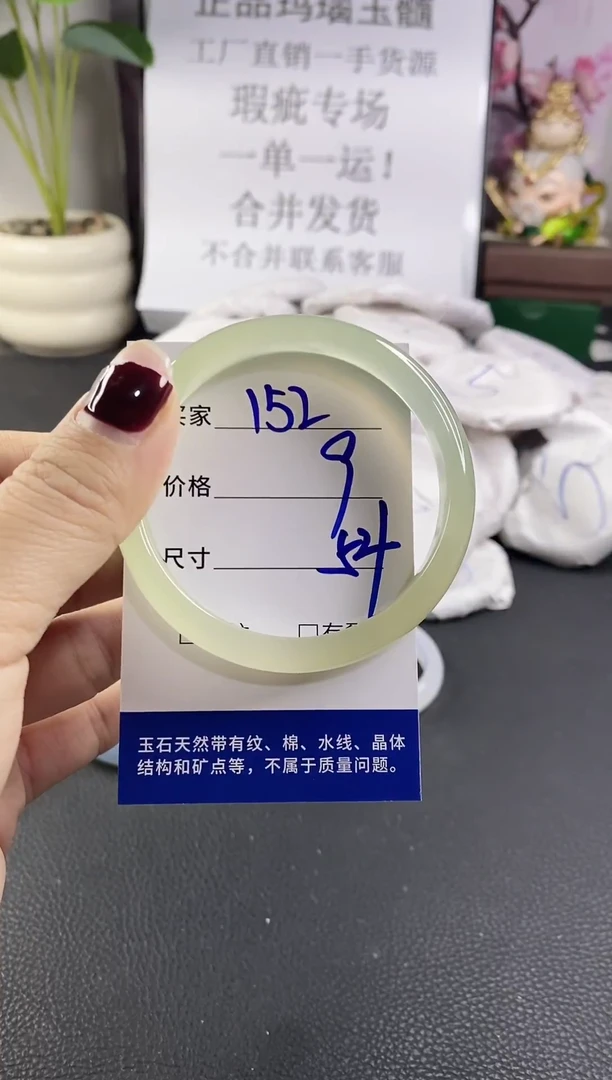 正品玛瑙玉髓
工厂直销一手货源
瑕疵专场
一单一运！
合并发货
不合并联系客服
买家 152
价格 9
尺寸 54
玉石天然带有纹、棉、水线、晶体
结构和矿点等，不属于质量问题。